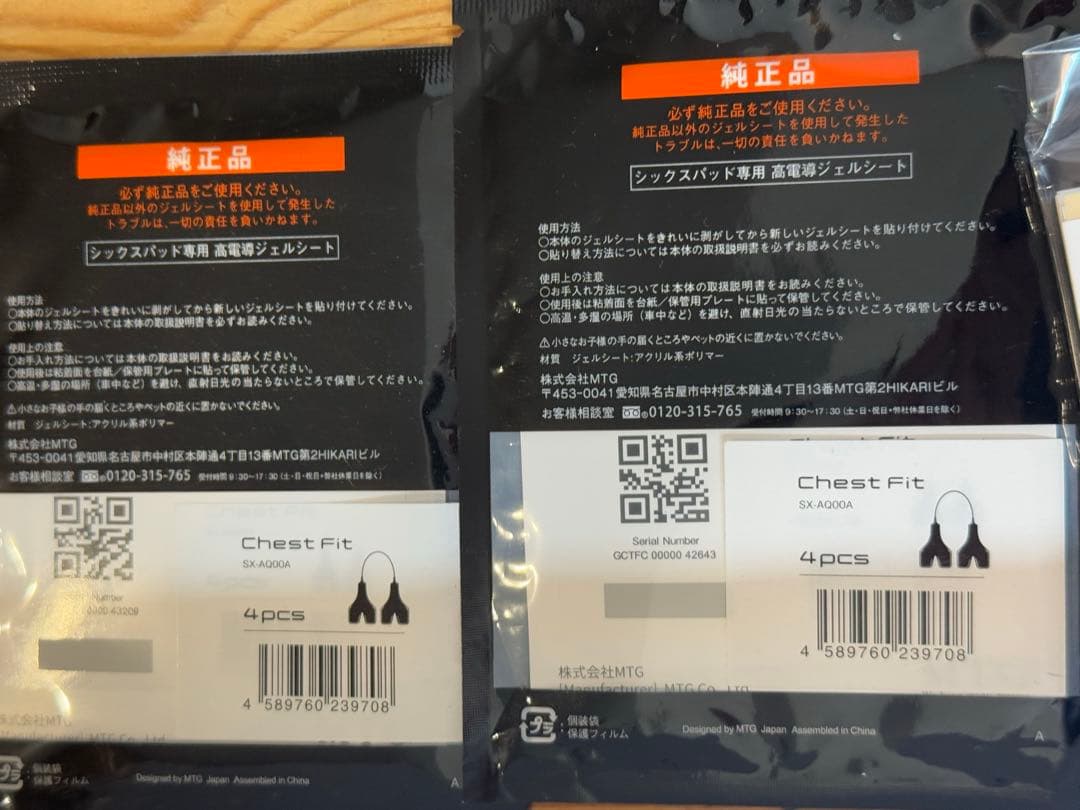 純正品
必ず純正品をご使用ください。
純正品以外のジェルシートを使用して発生した
トラブルは、一切の責任を負いかねます。
シックスパッド専用 高電導ジェルシート
使用方法
○本体のジェルシートをきれいに剥がしてから新しいジェルシートを貼り付けてください。
○貼り替え方法については本体の取扱説明書を必ずお読みください。
使用上の注意
○お手入れ方法については本体の取扱説明書をお読みください。
○使用後は粘着面を台紙/保管用プレートに貼って保管してください。
○高温・多湿の場所（車中など）を避け、直射日光の当たらないところで保管してください。
⚠小さなお子様の手の届くところやペットの近くに置かないでください。
材質 ジェルシート:アクリル系ポリマー
株式会社MTG
〒453-0041愛知県名古屋市中村区本陣通4丁目13番MTG第2HIKARIビル
お客様相談室 0120-315-765 受付時間 9:30〜17:30 (土・日・祝日・弊社休業日を除く)
Number
43209
Chest Fit
SX-AQ00A
4pcs
4 589760 239708
株式会社MTG
個装袋
保護フィルム
Designed by MTG Japan Assembled in China
A
純正品
必ず純正品をご使用ください。
純正品以外のジェルシートを使用して発生した
トラブルは、一切の責任を負いかねます。
シックスパッド専用 高電導ジェルシート
使用方法
○本体のジェルシートをきれいに剥がしてから新しいジェルシートを貼り付けてください。
○貼り替え方法については本体の取扱説明書を必ずお読みください。
使用上の注意
○お手入れ方法については本体の取扱説明書をお読みください。
○使用後は粘着面を台紙/保管用プレートに貼って保管してください。
○高温・多湿の場所（車中など）を避け、直射日光の当たらないところで保管してください。
⚠小さなお子様の手の届くところやペットの近くに置かないでください。
材質 ジェルシート:アクリル系ポリマー
株式会社MTG
〒453-0041愛知県名古屋市中村区本陣通4丁目13番MTG第2HIKARIビル
お客様相談室 0120-315-765 受付時間 9:30〜17:30 (土・日・祝日・弊社休業日を除く)
Serial Number
GCTFC 00000 42643
Chest Fit
SX-AQ00A
4pcs
4 589760 239708
株式会社MTG
[Manufacturer] MTG Co., Ltd.
プラ
個装袋
保護フィルム
Designed by MTG Japan Assembled in China
A